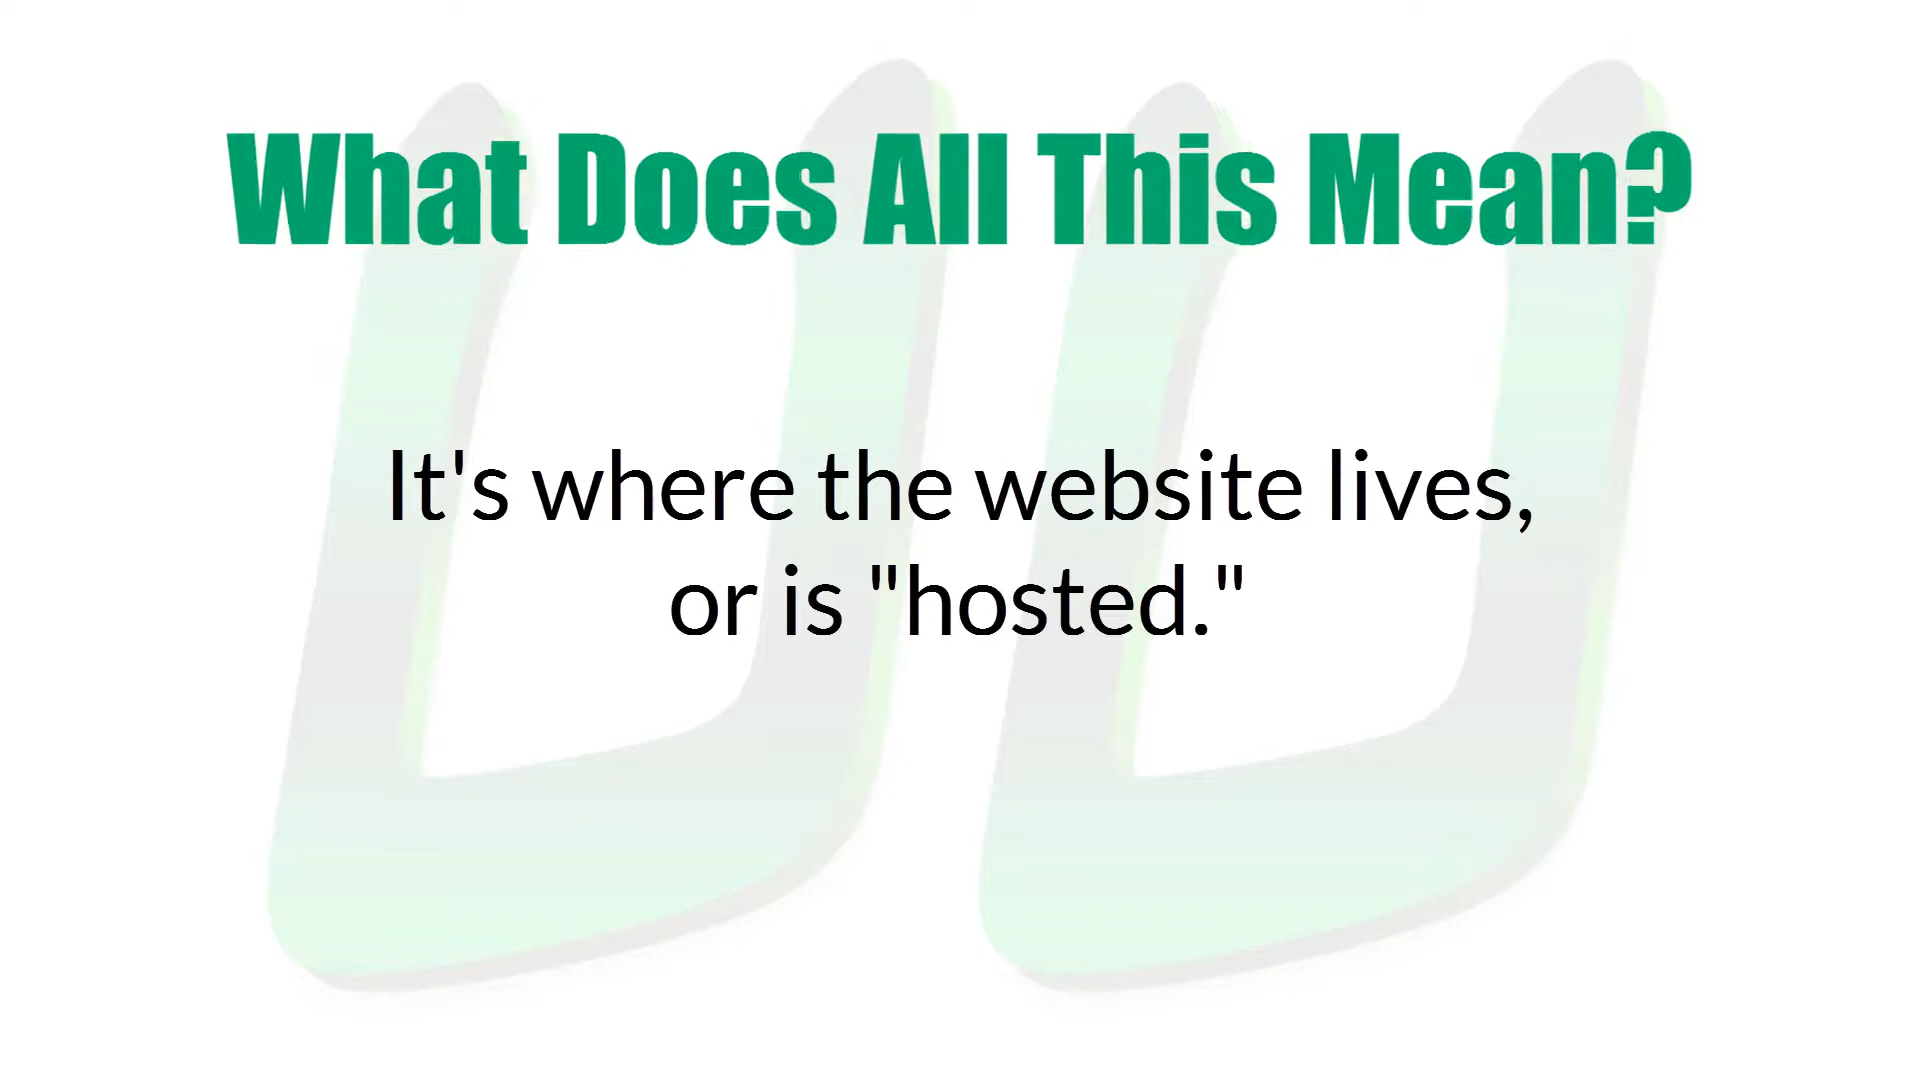 What Does All This Mean?
It's where the website lives,
or is "hosted."